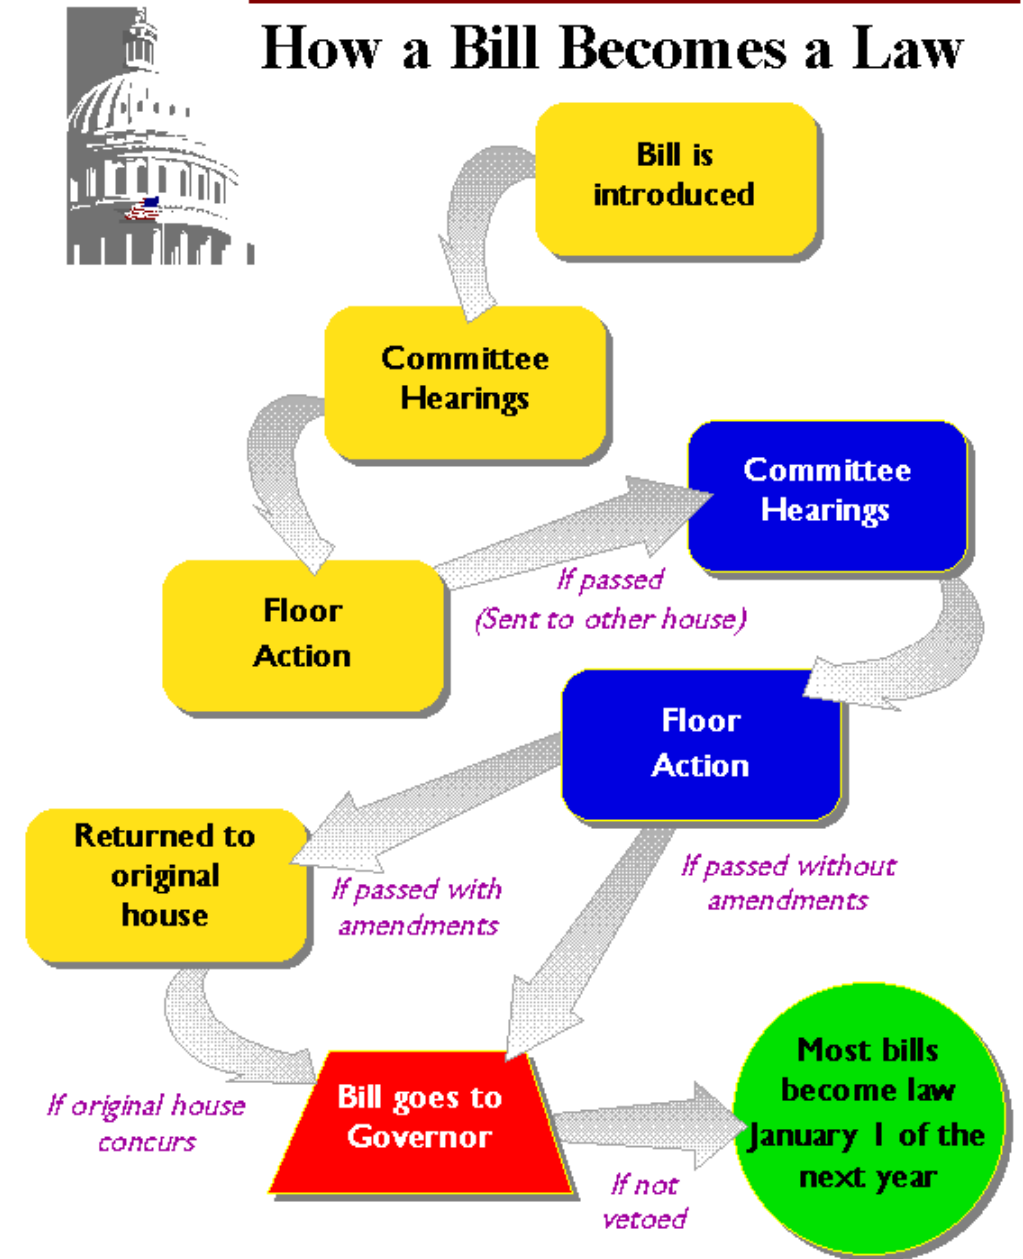 How a Bill Becomes a Law
Bill is
introduced
Committee
Hearings
Committee
Hearings
If passed
(Sent to other house)
Floor
Action
Floor
Action
Returned to
original
house
If passed with
amendments
If passed without
amendments
If original house
concurs
Bill goes to
Governor
If not
vetoed
Most bills
become law
January 1 of the
next year